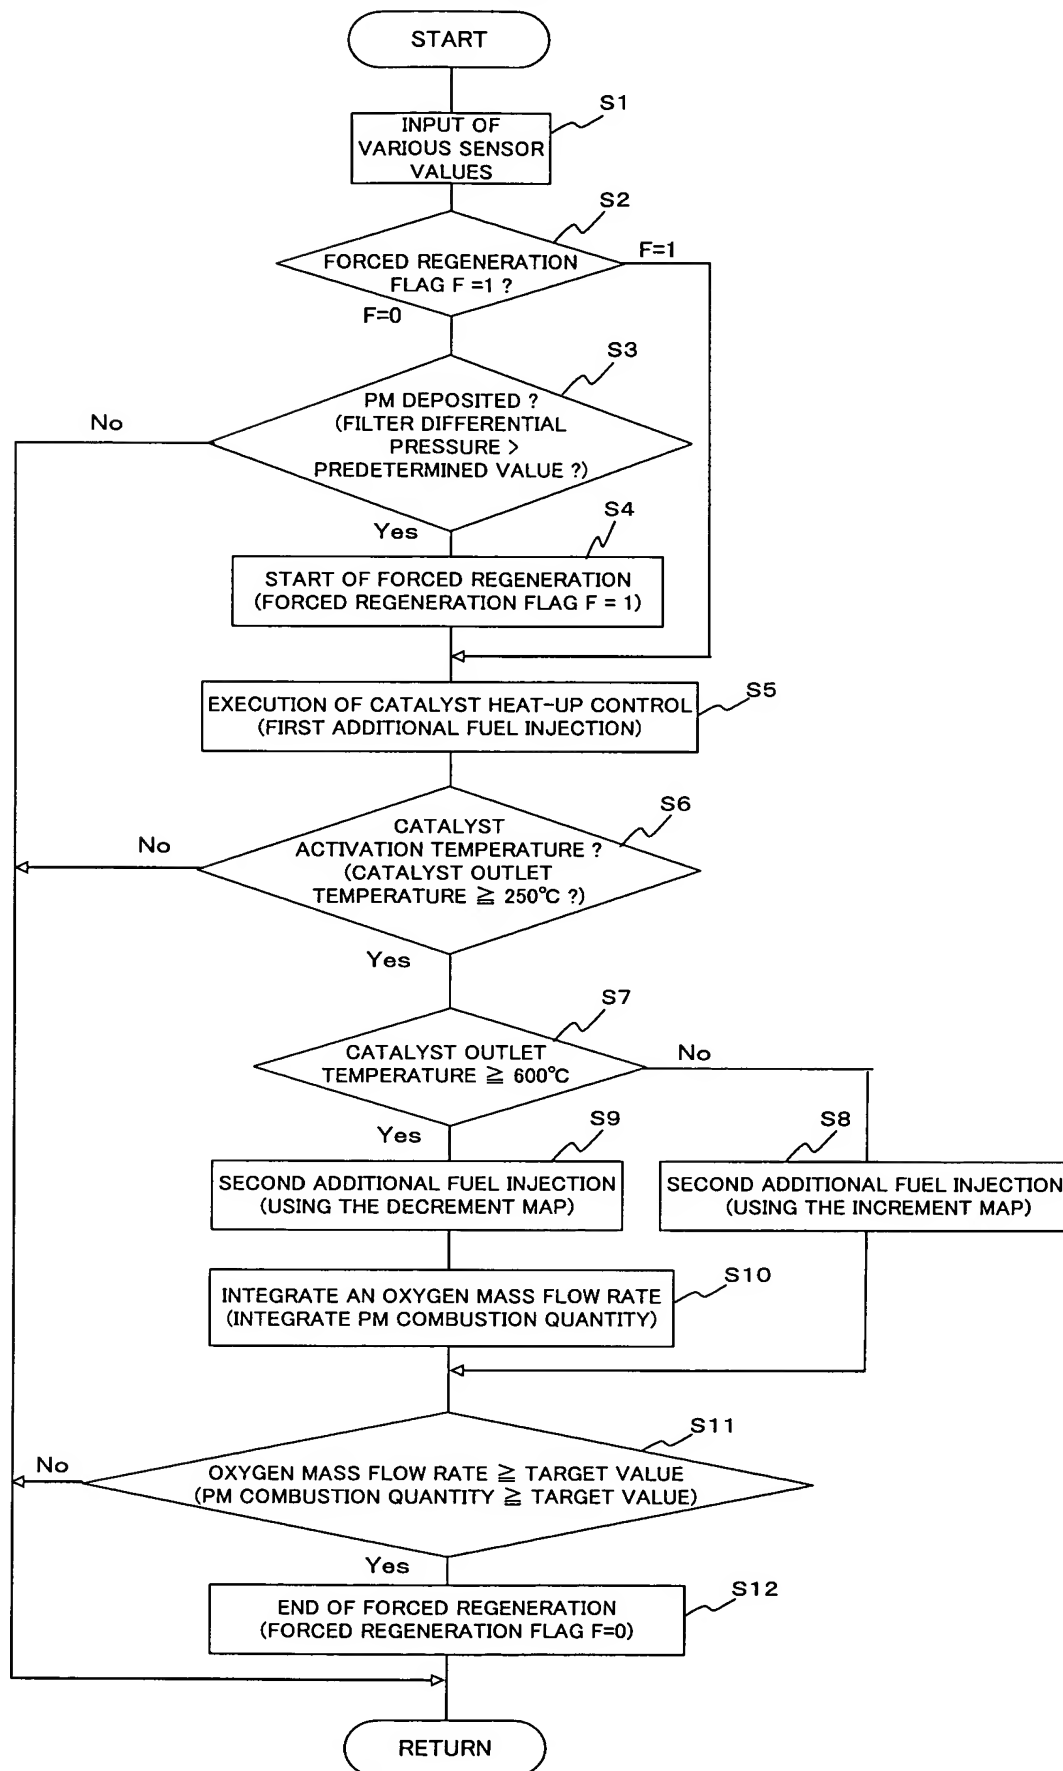 START
S1
INPUT OF
VARIOUS SENSOR
VALUES
S2
F=1
FORCED REGENERATION
FLAG F =1 ?
F=0
S3
PM DEPOSITED ?
(FILTER DIFFERENTIAL
PRESSURE >
PREDETERMINED VALUE ?)
No
Yes
S4
START OF FORCED REGENERATION
(FORCED REGENERATION FLAG F = 1)
S5
EXECUTION OF CATALYST HEAT-UP CONTROL
(FIRST ADDITIONAL FUEL INJECTION)
S6
CATALYST
ACTIVATION TEMPERATURE ?
(CATALYST OUTLET
TEMPERATURE ≧ 250℃ ?)
No
Yes
S7
CATALYST OUTLET
TEMPERATURE ≧ 600℃
No
Yes
S9
S8
SECOND ADDITIONAL FUEL INJECTION
(USING THE DECREMENT MAP)
SECOND ADDITIONAL FUEL INJECTION
(USING THE INCREMENT MAP)
S10
INTEGRATE AN OXYGEN MASS FLOW RATE
(INTEGRATE PM COMBUSTION QUANTITY)
S11
No
OXYGEN MASS FLOW RATE ≧ TARGET VALUE
(PM COMBUSTION QUANTITY ≧ TARGET VALUE)
Yes
S12
END OF FORCED REGENERATION
(FORCED REGENERATION FLAG F=0)
RETURN